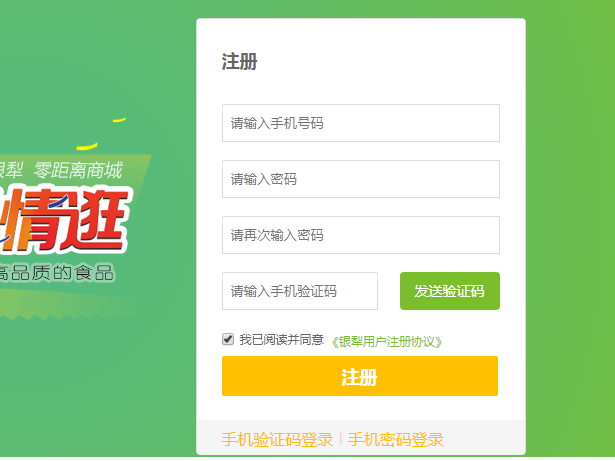 银犁 零距离商城
情逛
高品质的食品
注册
请输入手机号码
请输入密码
请再次输入密码
请输入手机验证码 发送验证码
我已阅读并同意 《银犁用户注册协议》
注册
手机验证码登录 | 手机密码登录